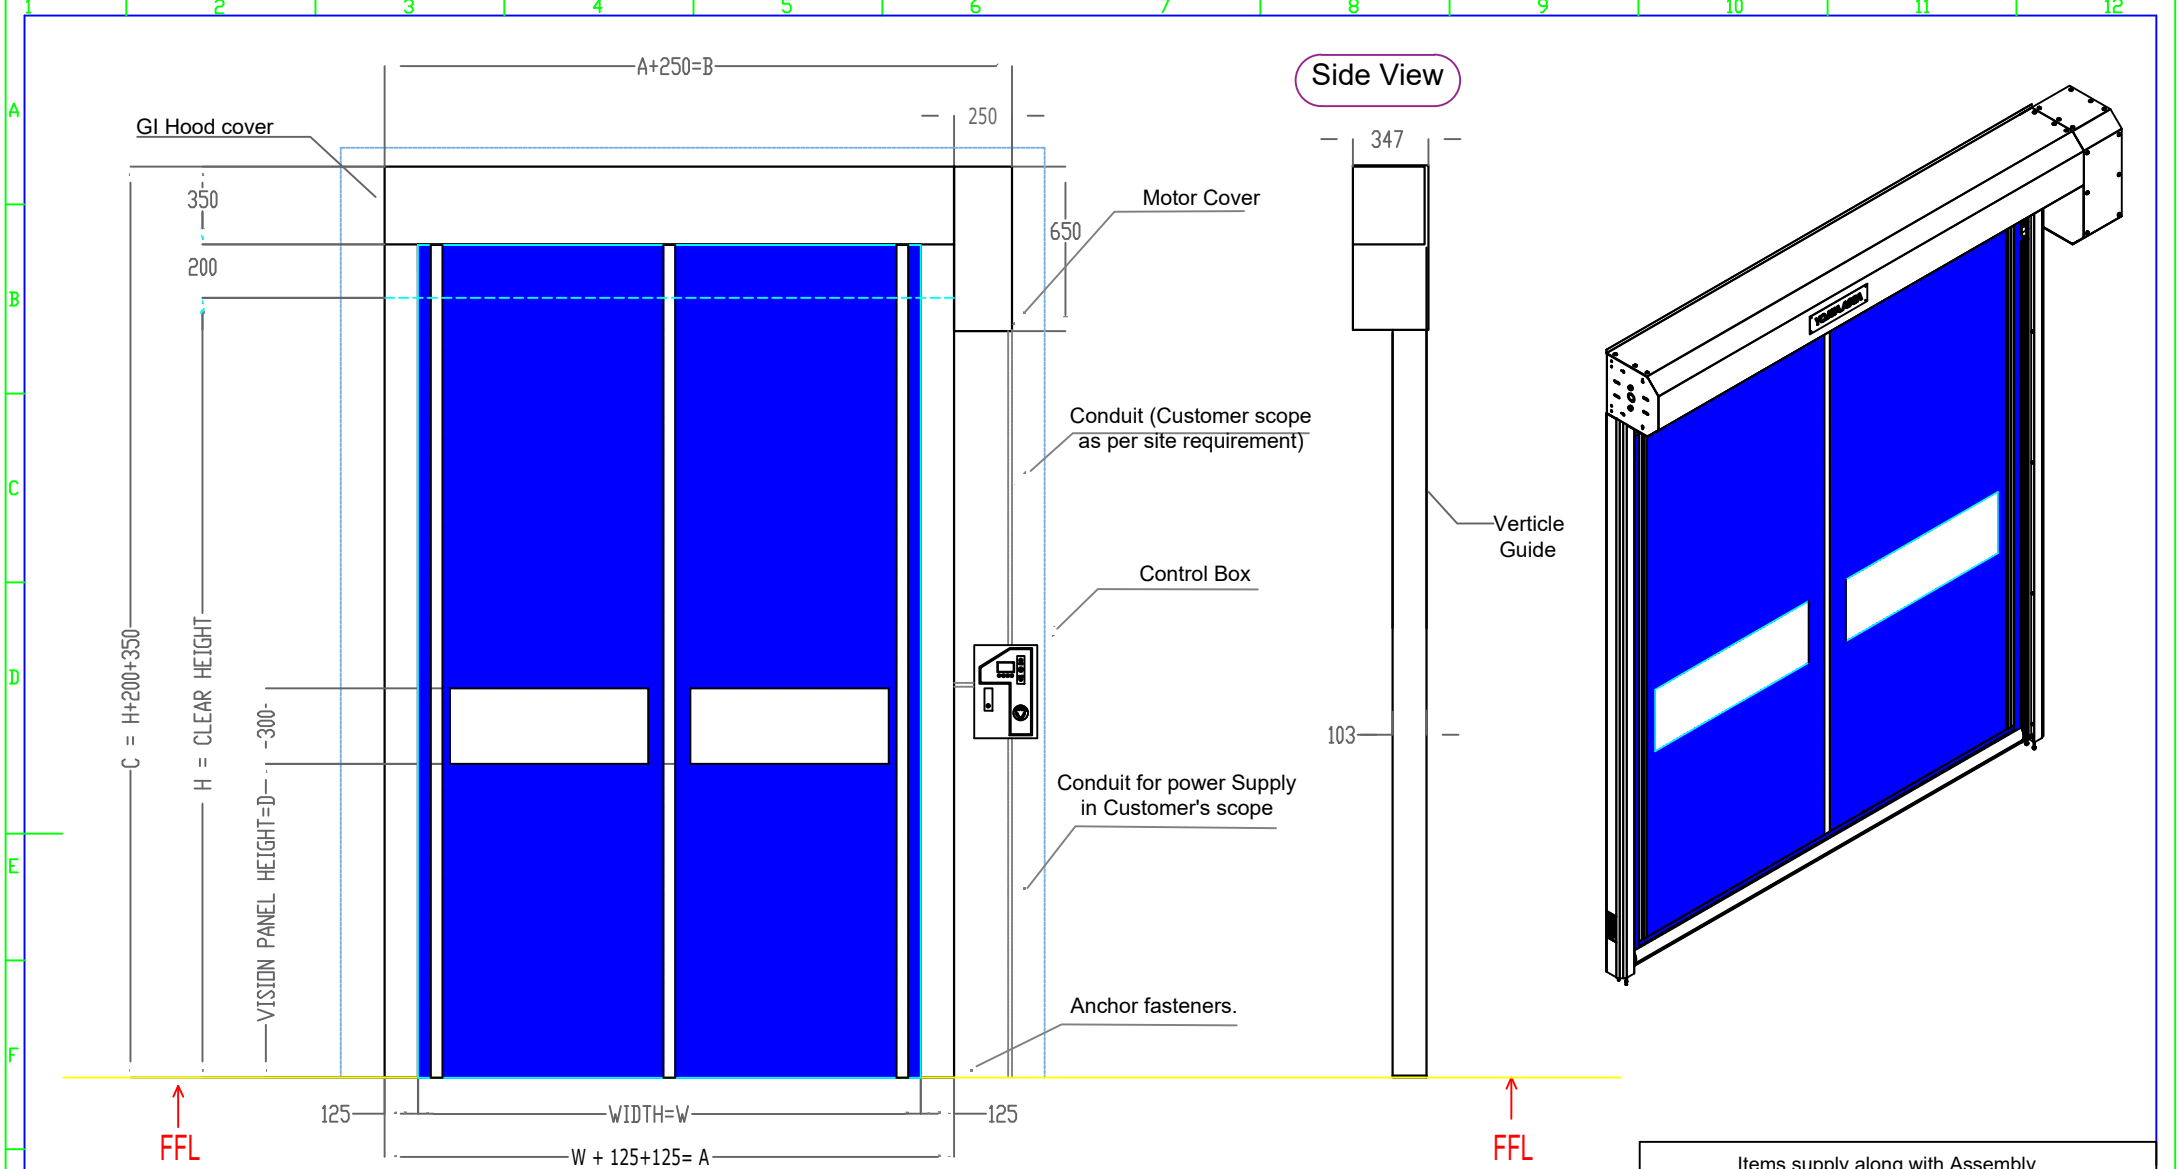 1 2 3 4 5 6 7 8 9 10 11 12
A
B
C
D
E
F
A+250=B
250
GI Hood cover
350
200
650
Motor Cover
Side View
347
Conduit (Customer scope
as per site requirement)
Verticle
Guide
Control Box
C = H+200+350
H = CLEAR HEIGHT
300
VISION PANEL HEIGHT=D
103
Conduit for power Supply
in Customer's scope
Anchor fasteners.
125
WIDTH=W
125
W + 125+125= A
FFL
FFL
Items supply along with Assembly